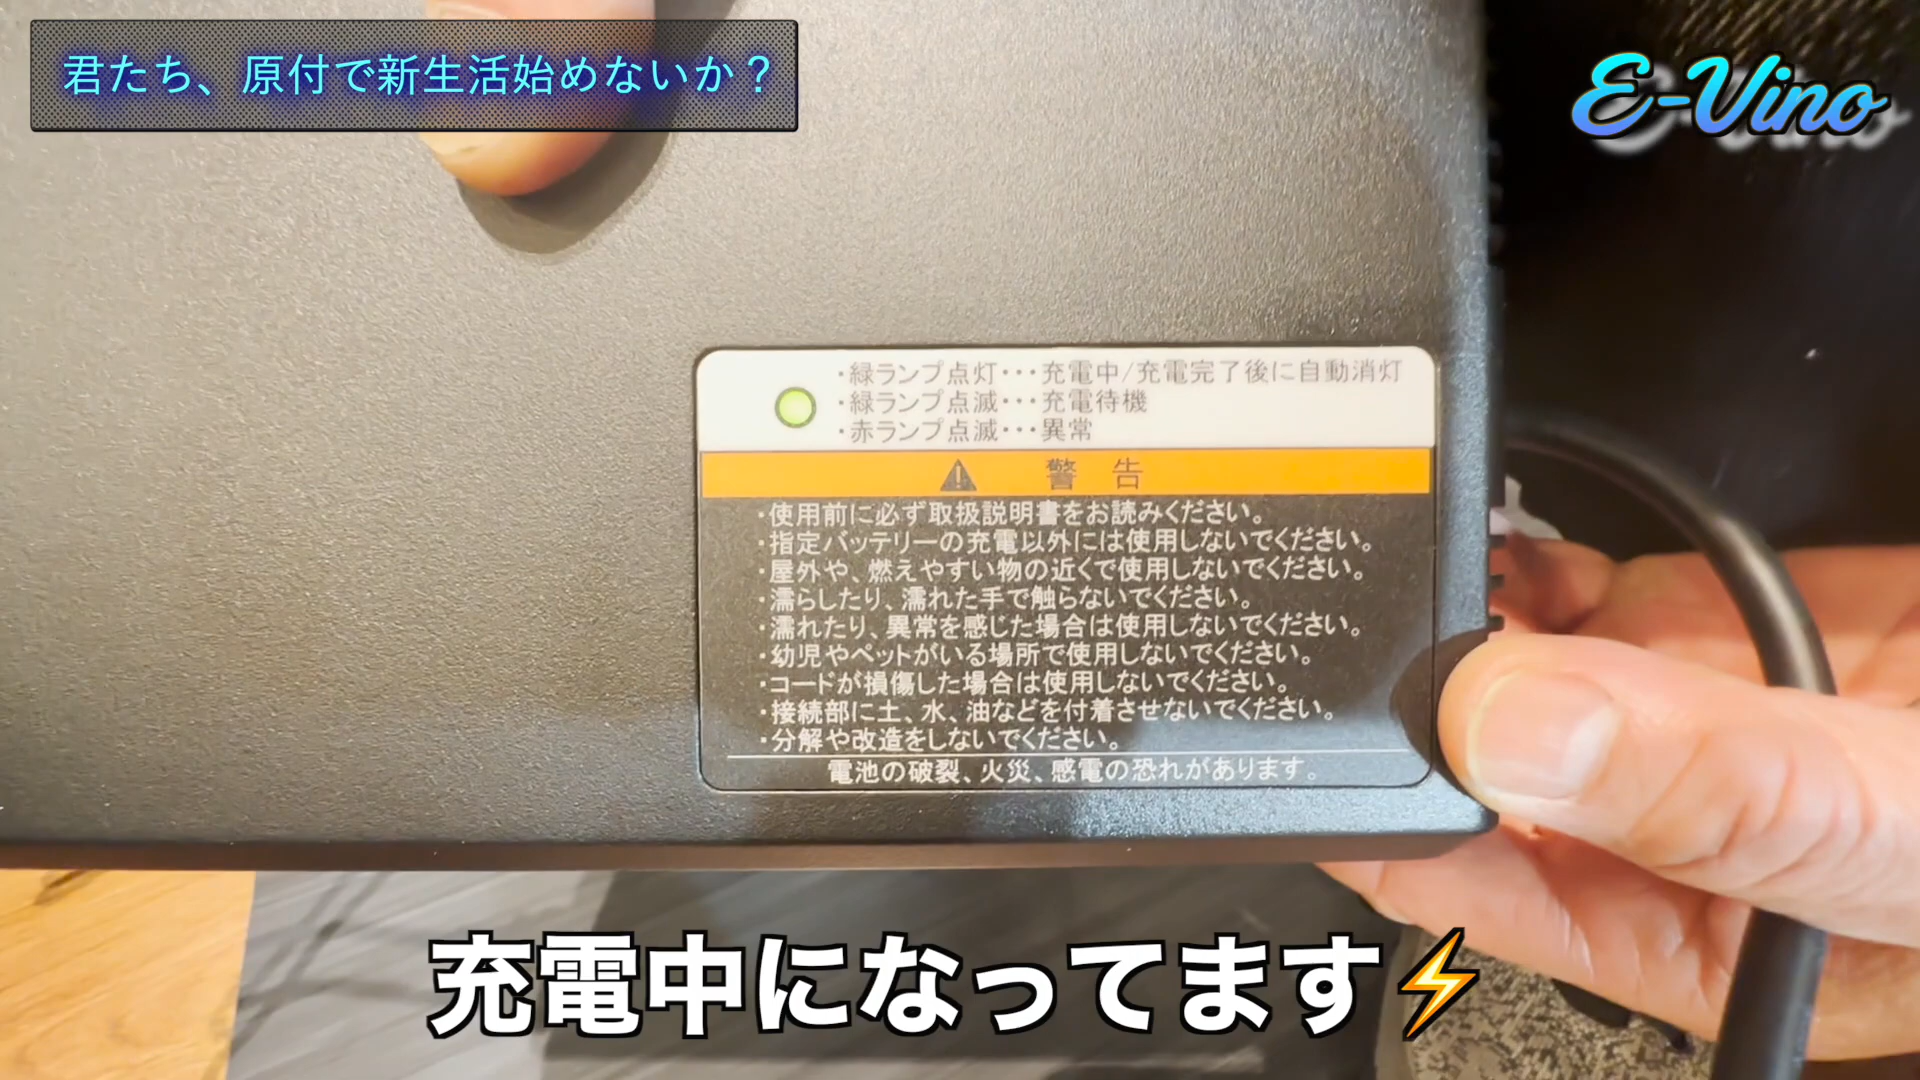 君たち、原付で新生活始めないか？
E-Vino
・緑ランプ点灯・・・充電中/充電完了後に自動消灯
・緑ランプ点滅・・・充電待機
・赤ランプ点滅・・・異常
警 告
・使用前に必ず取扱説明書をお読みください。
・指定バッテリーの充電以外には使用しないでください。
・屋外や、燃えやすい物の近くで使用しないでください。
・濡らしたり、濡れた手で触らないでください。
・濡れたり、異常を感じた場合は使用しないでください。
・幼児やペットがいる場所で使用しないでください。
・コードが損傷した場合は使用しないでください。
・接続部に土、水、油などを付着させないでください。
・分解や改造をしないでください。
電池の破裂、火災、感電の恐れがあります。
充電中になってます⚡